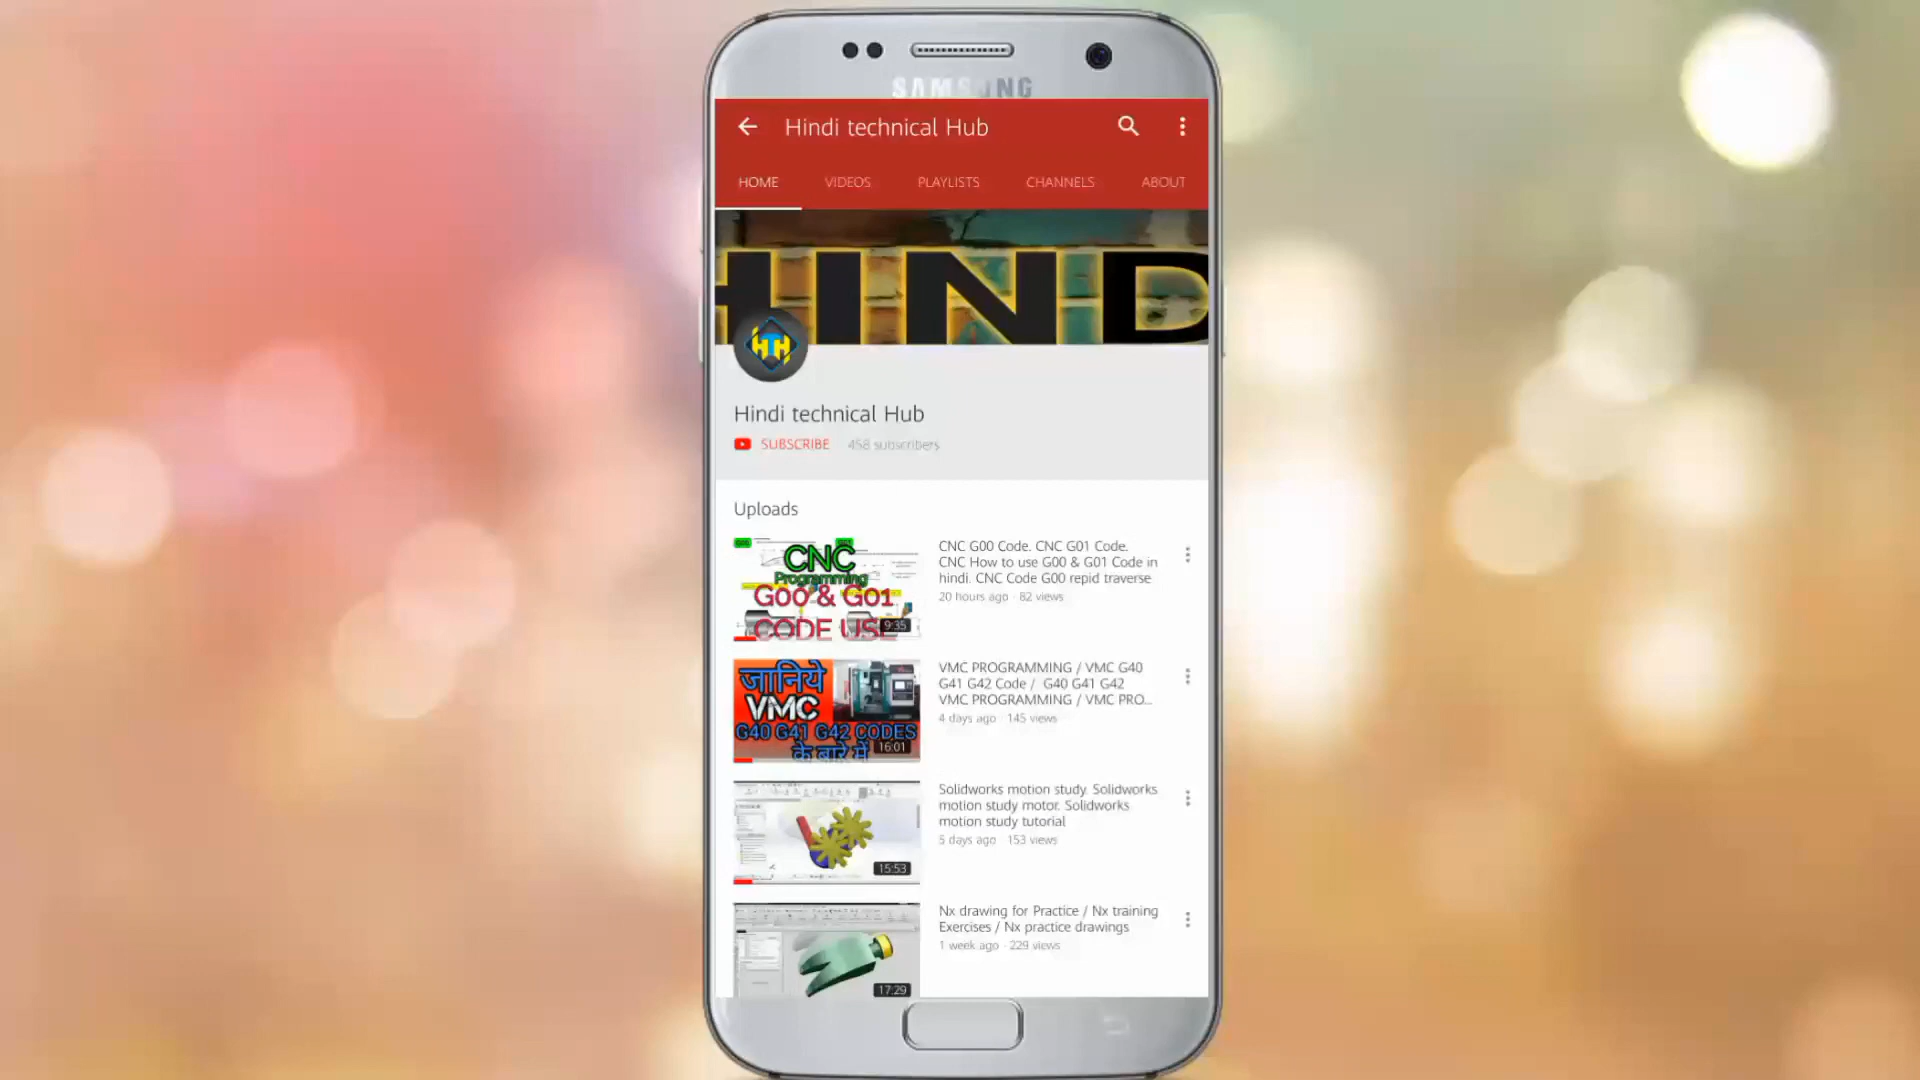 SAMSUNG
Hindi technical Hub
HOME VIDEOS PLAYLISTS CHANNELS ABOUT
HIND
HTH
Hindi technical Hub
SUBSCRIBE 458 subscribers
Uploads
G00 G01
CNC
Programming
G00 & G01
CODE USE
9:35
CNC G00 Code. CNC G01 Code.
CNC How to use G00 & G01 Code in
hindi. CNC Code G00 repid traverse
20 hours ago · 82 views
जानिये
VMC
G40 G41 G42 CODES
के बारे में
16:01
VMC PROGRAMMING / VMC G40
G41 G42 Code / G40 G41 G42
VMC PROGRAMMING / VMC PRO...
4 days ago · 145 views
15:53
Solidworks motion study. Solidworks
motion study motor. Solidworks
motion study tutorial
5 days ago · 153 views
17:29
Nx drawing for Practice / Nx training
Exercises / Nx practice drawings
1 week ago · 229 views